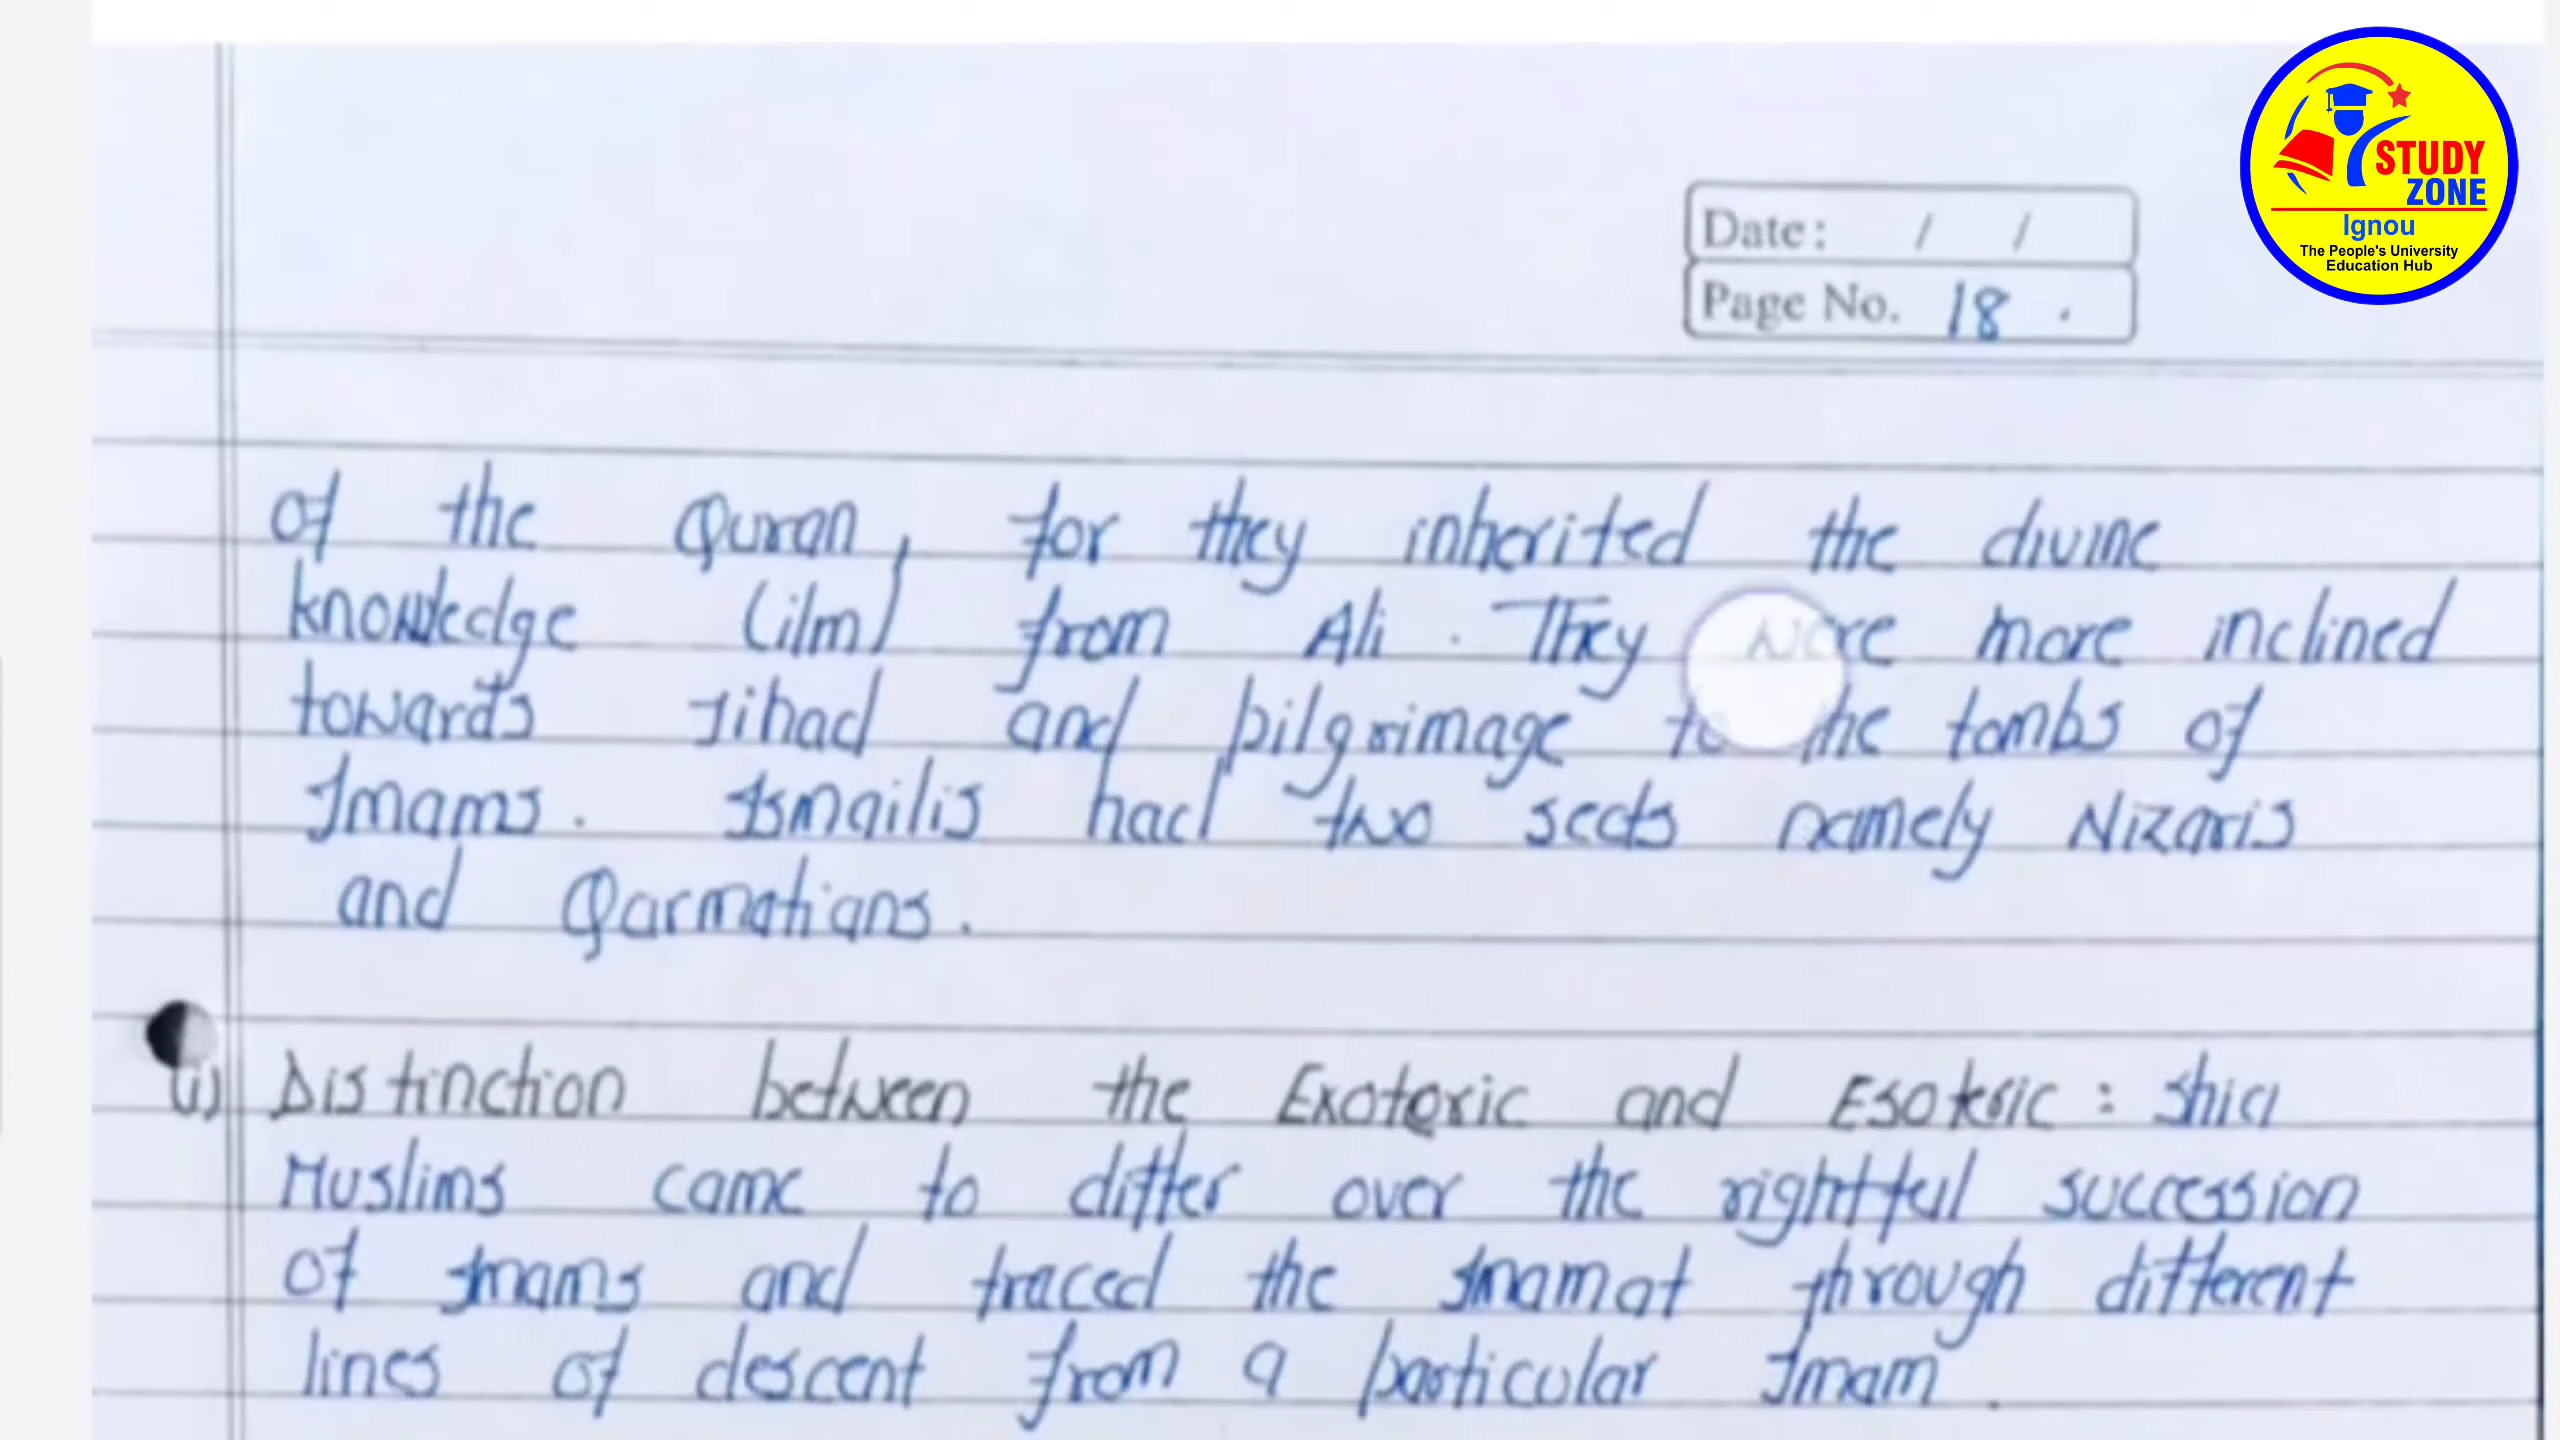 STUDY
ZONE
Ignou
The People's University
Education Hub
Date: / /
Page No. 18.
of the Quran, for they inherited the divine
knowledge (ilm) from Ali. They were more inclined
towards Jihad and pilgrimage to the tombs of
Imams. Ismailis had two sects namely Nizaris
and Qarmatians.
(i) Distinction between the Exoteric and Esoteric: Shia
Muslims came to differ over the rightful succession
of Imams and traced the Imamat through different
lines of descent from a particular Imam.